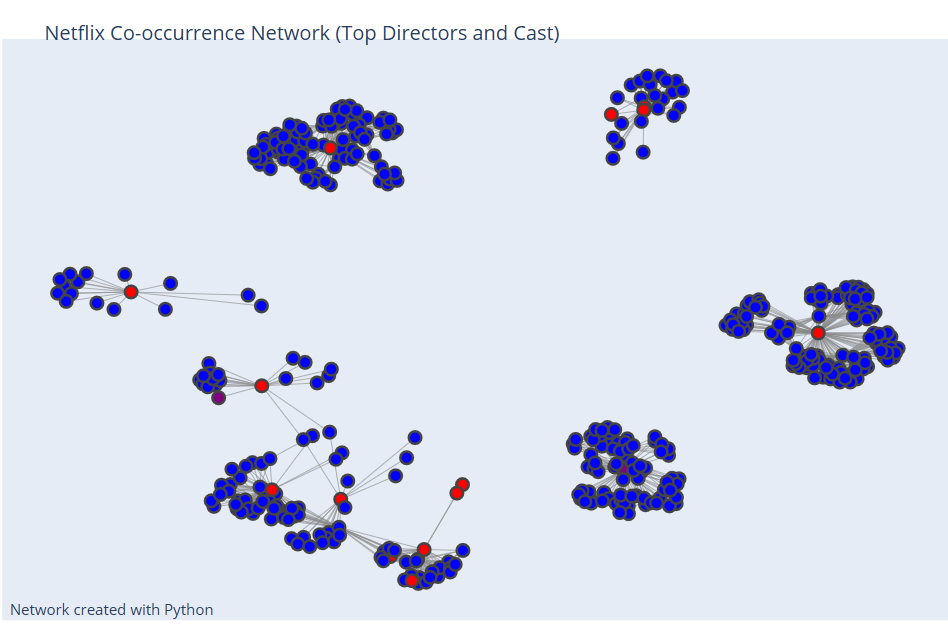 Netflix Co-occurrence Network (Top Directors and Cast)
Network created with Python